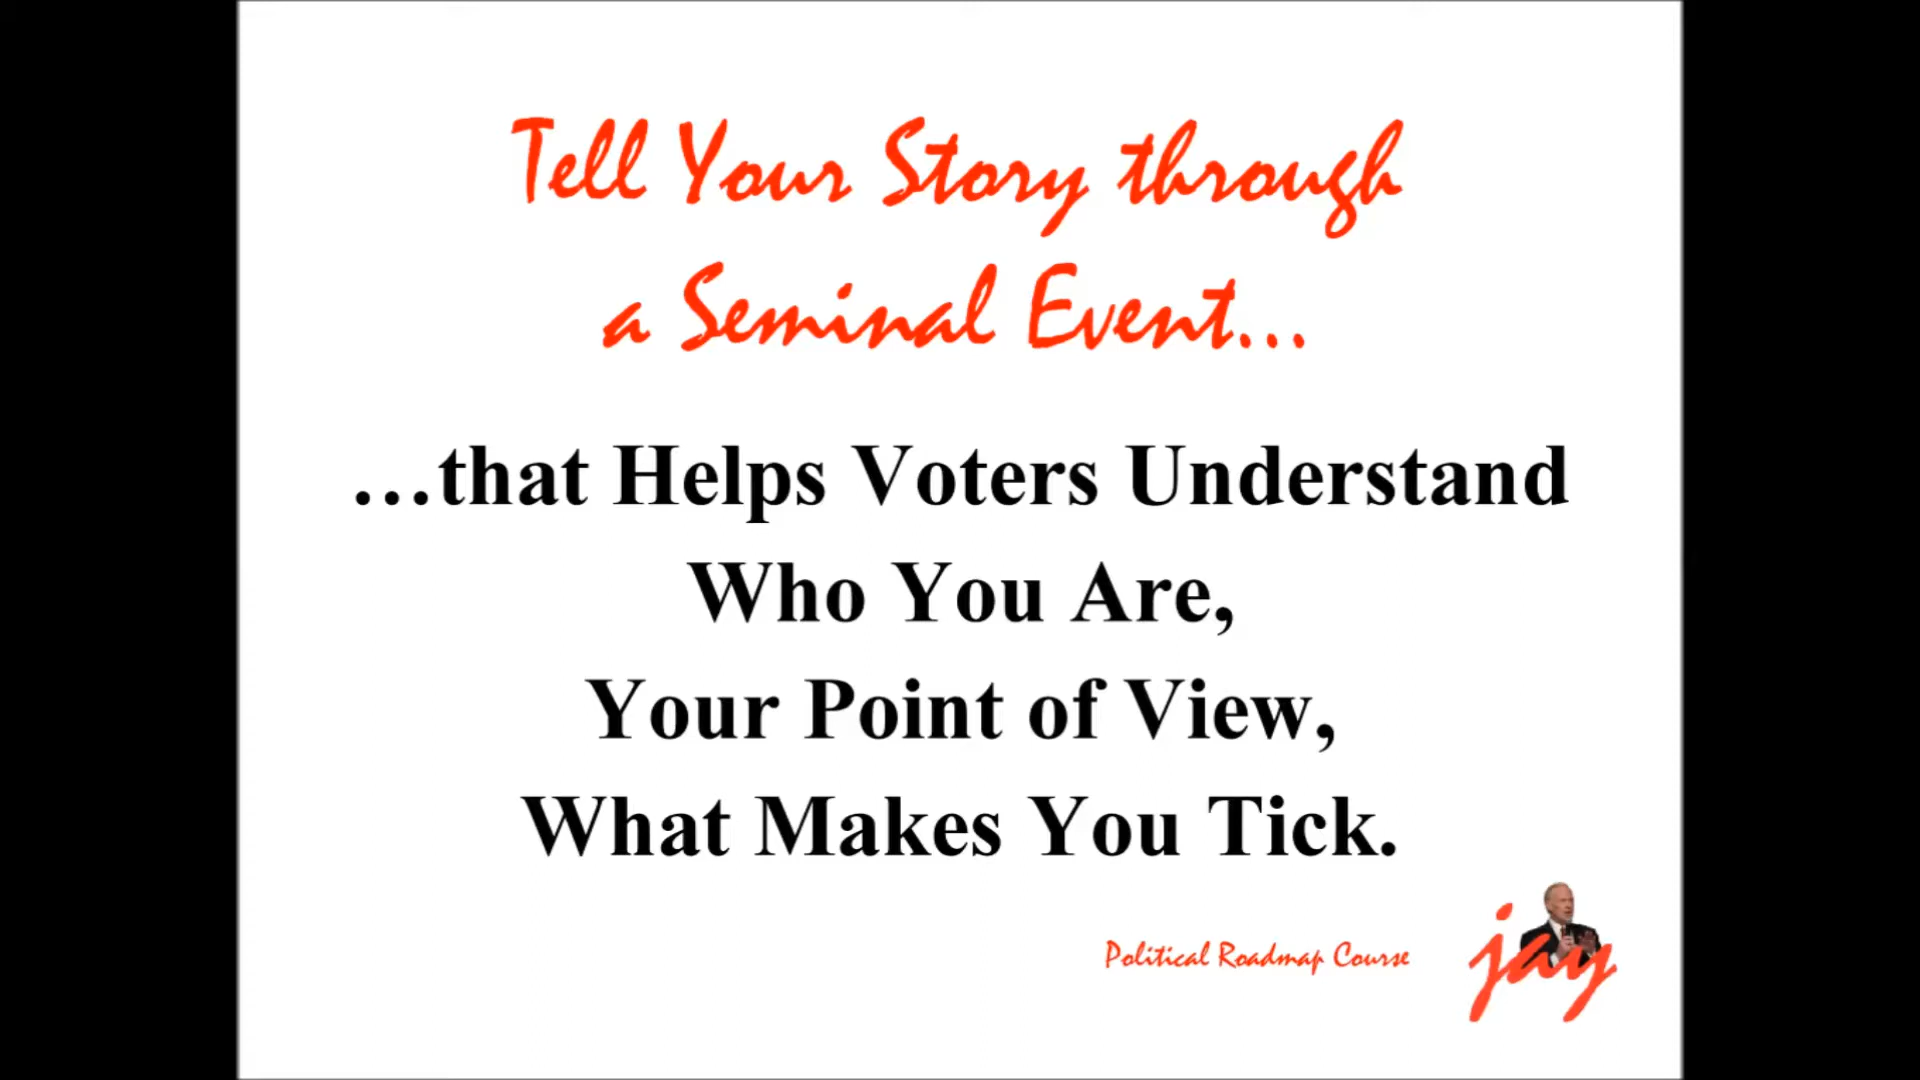 Tell Your Story through
a Seminal Event...
...that Helps Voters Understand
Who You Are,
Your Point of View,
What Makes You Tick.
Political Roadmap Course
jay